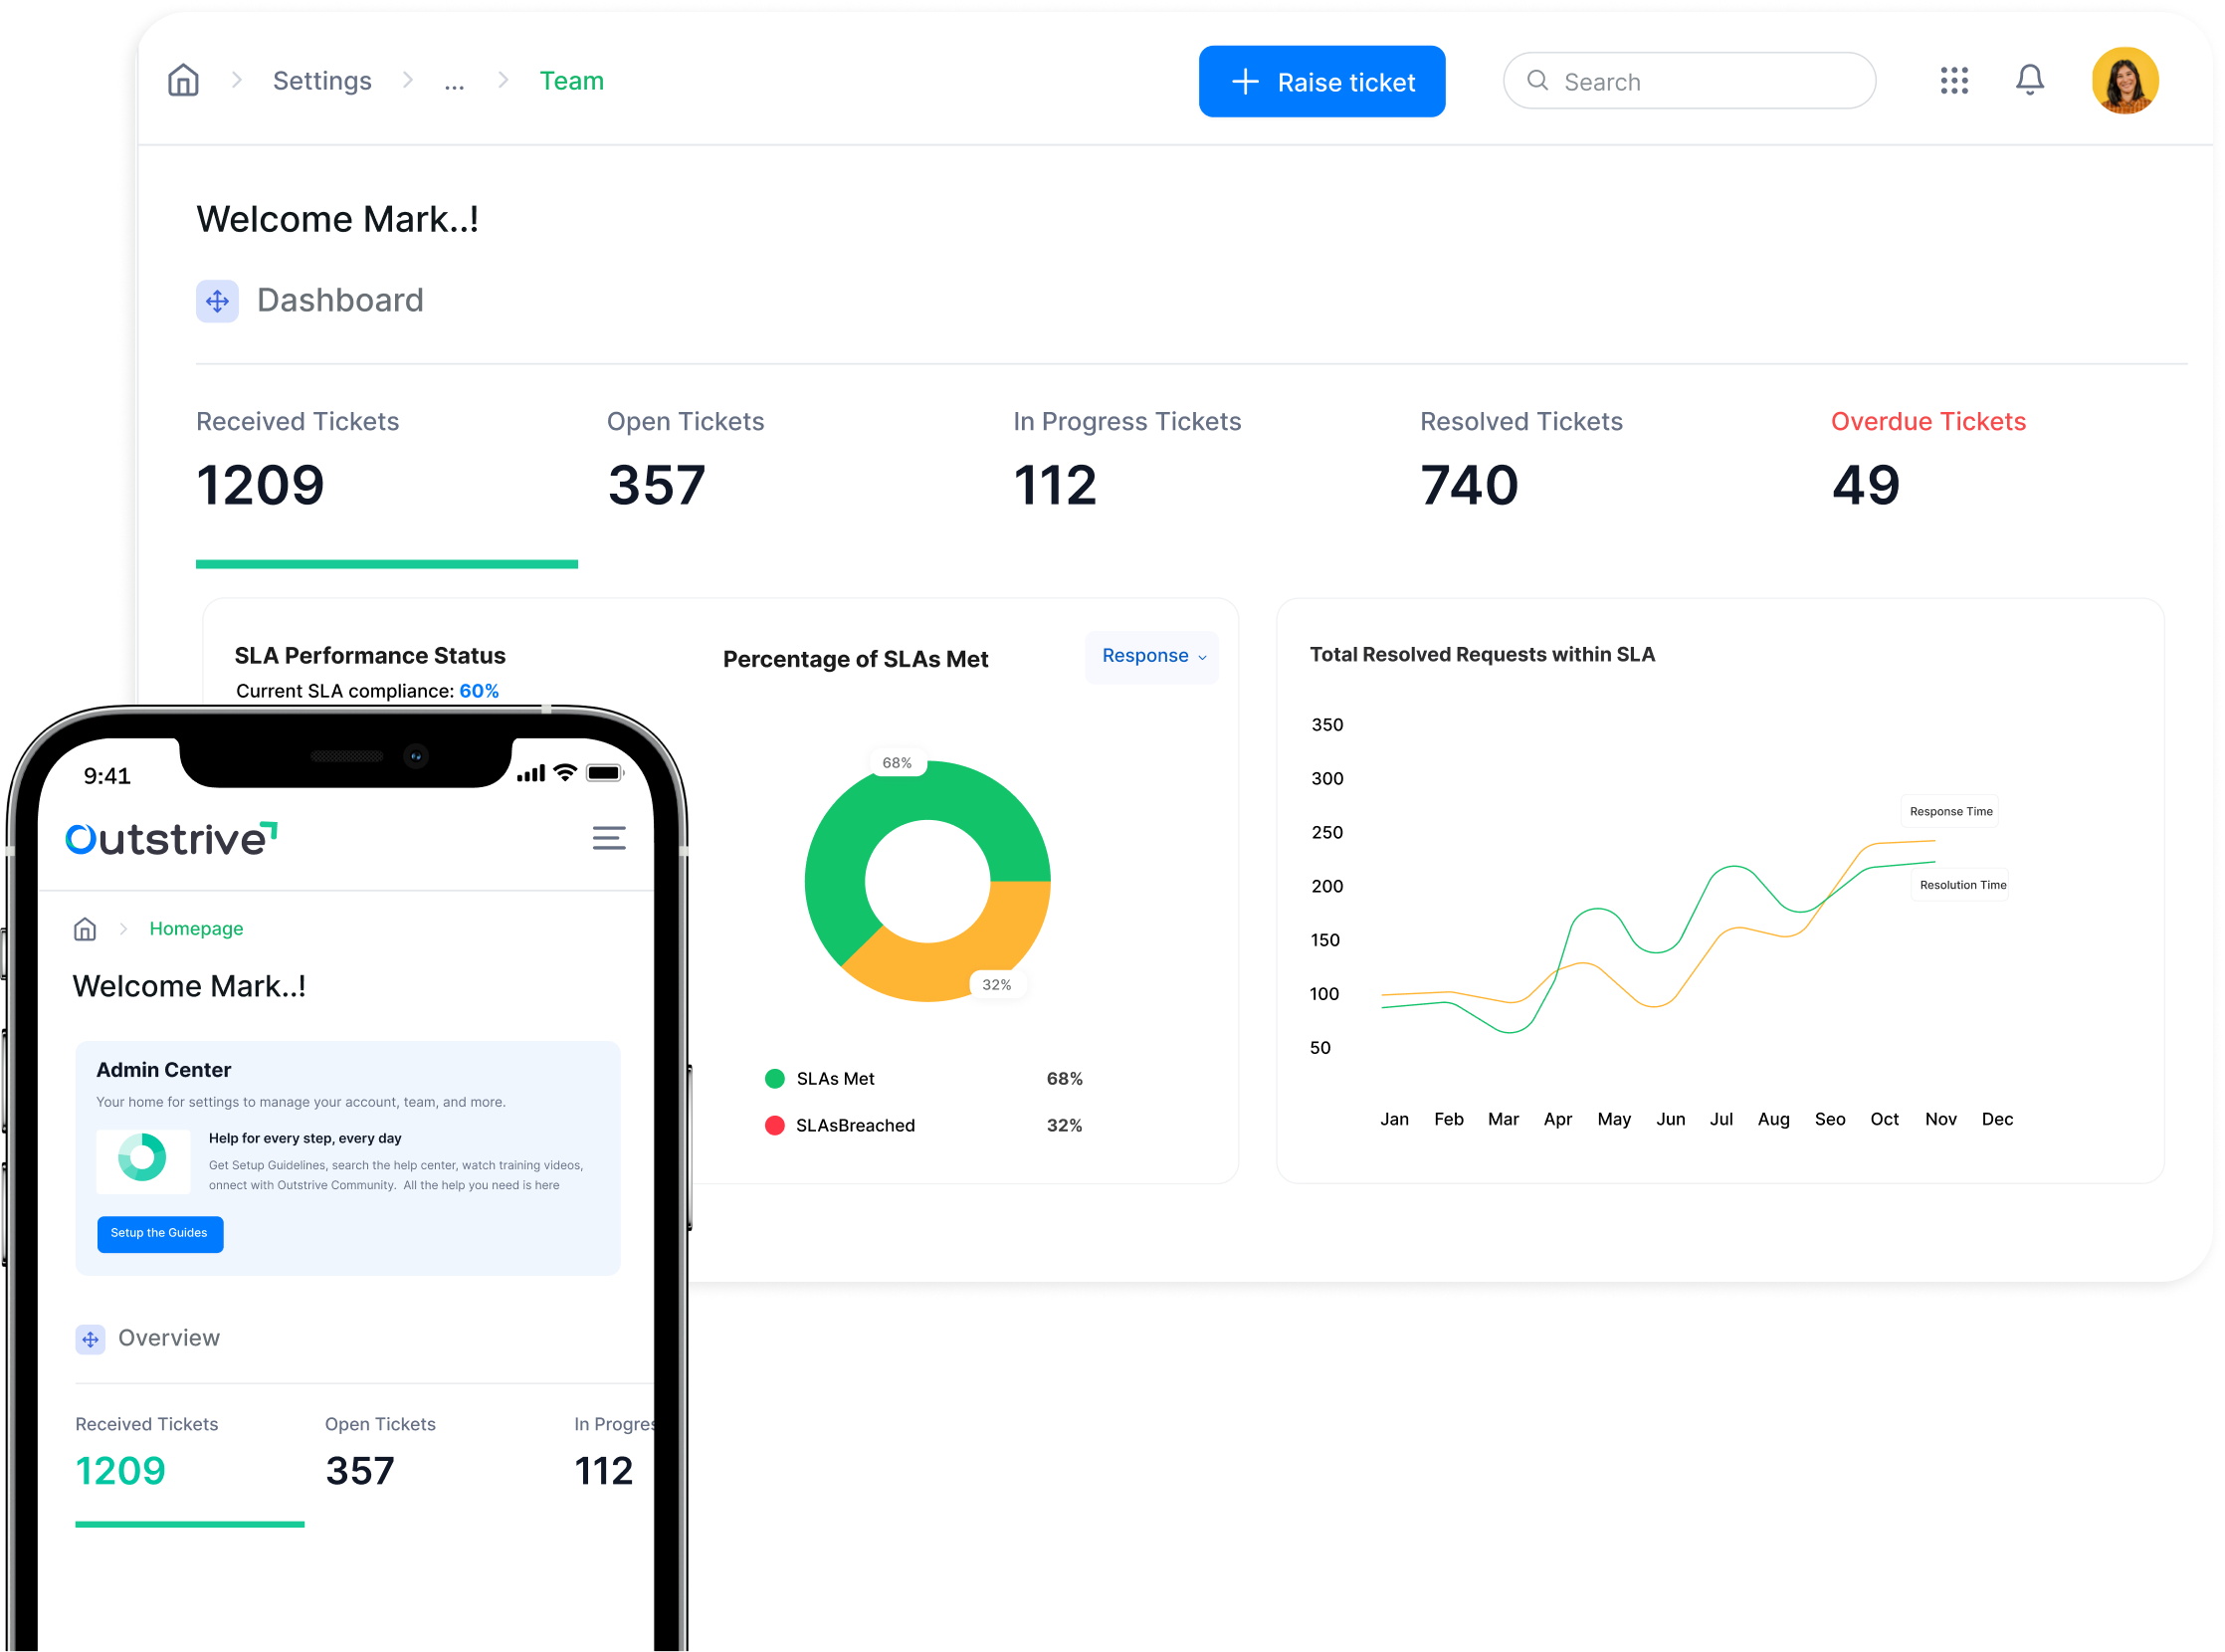 Settings ... Team
+ Raise ticket
Search
Welcome Mark..!
Dashboard
Received Tickets
1209
Open Tickets
357
In Progress Tickets
112
Resolved Tickets
740
Overdue Tickets
49
SLA Performance Status
Current SLA compliance: 60%
Percentage of SLAs Met
Response
68%
32%
SLAs Met 68%
SLAsBreached 32%
Total Resolved Requests within SLA
350
300
250
200
150
100
50
Response Time
Resolution Time
Jan Feb Mar Apr May Jun Jul Aug Seo Oct Nov Dec
9:41
Outstrive
Homepage
Welcome Mark..!
Admin Center
Your home for settings to manage your account, team, and more.
Help for every step, every day
Get Setup Guidelines, search the help center, watch training videos,
onnect with Outstrive Community. All the help you need is here
Setup the Guides
Overview
Received Tickets
1209
Open Tickets
357
In Progres
112